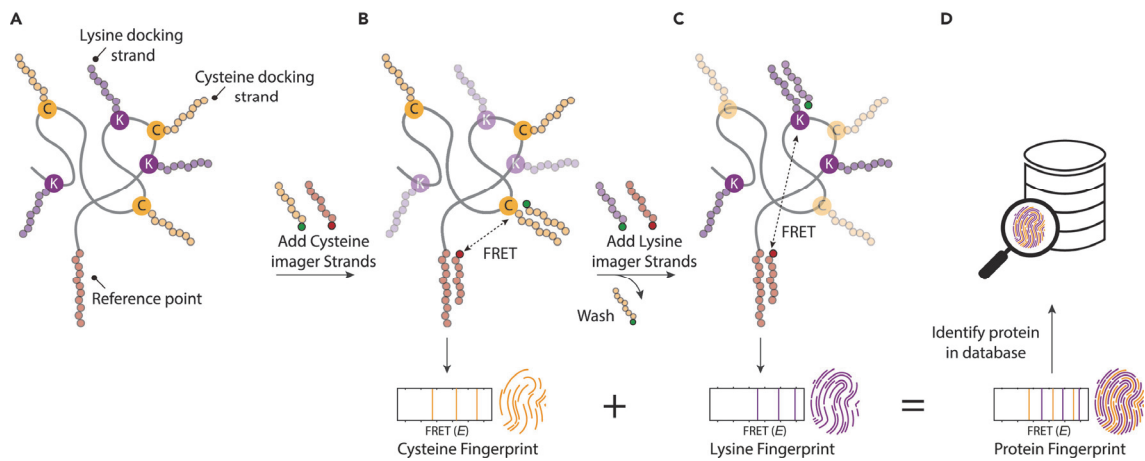 A
B
C
D
Lysine docking
strand
Cysteine docking
strand
C
K
C
K
K
C
Reference point
Add Cysteine
imager Strands
C
K
C
K
K
C
FRET
Add Lysine
imager Strands
Wash
C
K
C
K
K
C
FRET
Identify protein
in database
FRET (E)
Cysteine Fingerprint
+
FRET (E)
Lysine Fingerprint
=
FRET (E)
Protein Fingerprint